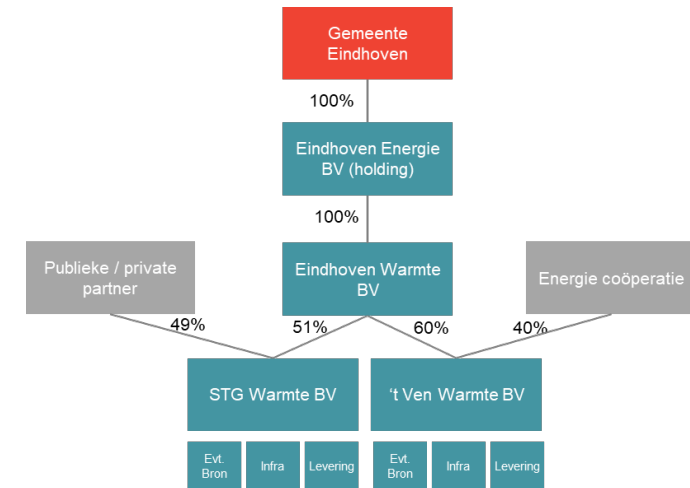 Gemeente
Eindhoven
100%
Eindhoven Energie
BV (holding)
100%
Publieke / private
partner
Eindhoven Warmte
BV
Energie coöperatie
49%
51%
60%
40%
STG Warmte BV
‘t Ven Warmte BV
Evt.
Bron
Infra
Levering
Evt.
Bron
Infra
Levering